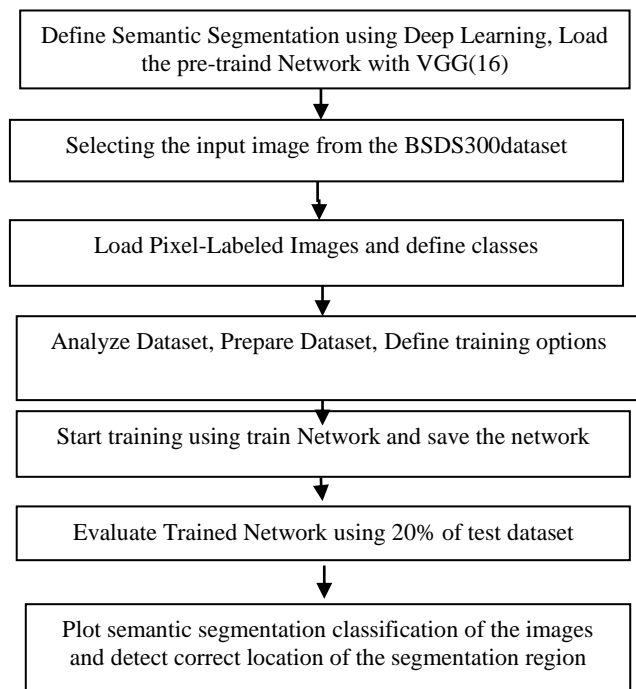 Define Semantic Segmentation using Deep Learning, Load
the pre-traind Network with VGG(16)
Selecting the input image from the BSDS300dataset
Load Pixel-Labeled Images and define classes
Analyze Dataset, Prepare Dataset, Define training options
Start training using train Network and save the network
Evaluate Trained Network using 20% of test dataset
Plot semantic segmentation classification of the images
and detect correct location of the segmentation region